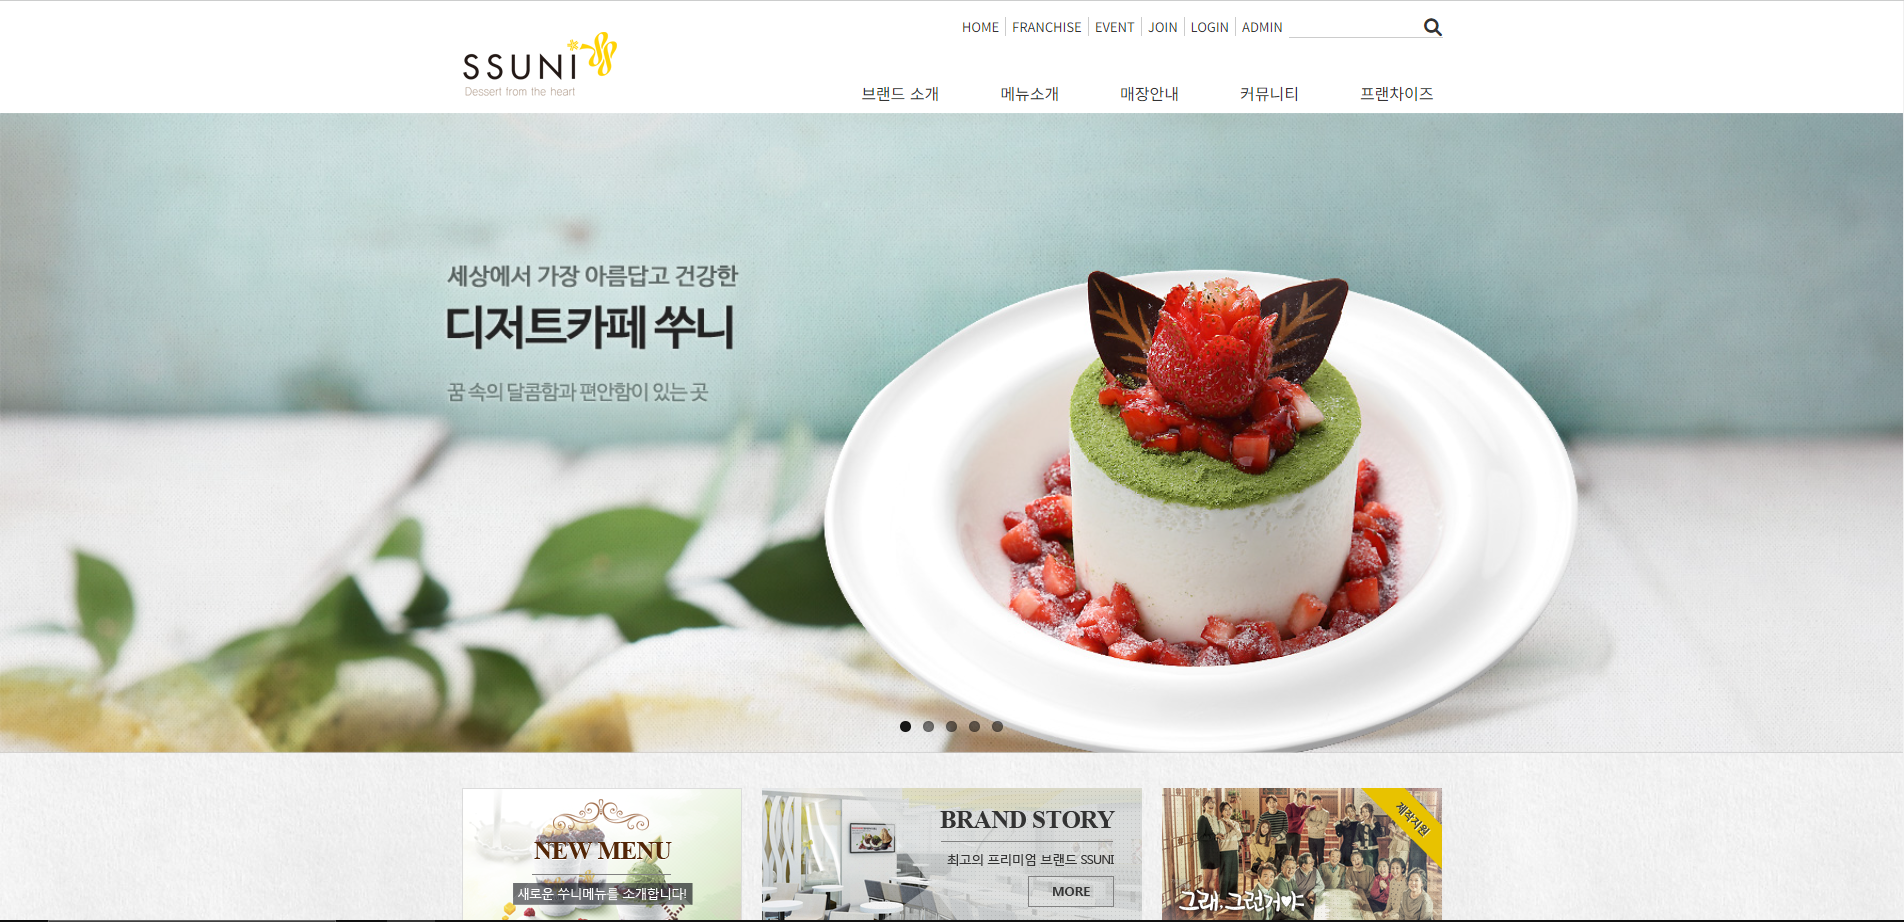 HOME
FRANCHISE
EVENT
JOIN
LOGIN
ADMIN
SSUNI
Dessert from the heart
브랜드 소개
메뉴소개
매장안내
커뮤니티
프랜차이즈
세상에서 가장 아름답고 건강한
디저트카페 쑤니
꿈 속의 달콤함과 편안함이 있는 곳
NEW MENU
새로운 쑤니메뉴를 소개합니다!
BRAND STORY
최고의 프리미엄 브랜드 SSUNI
MORE
제작지원
그래, 그런거야